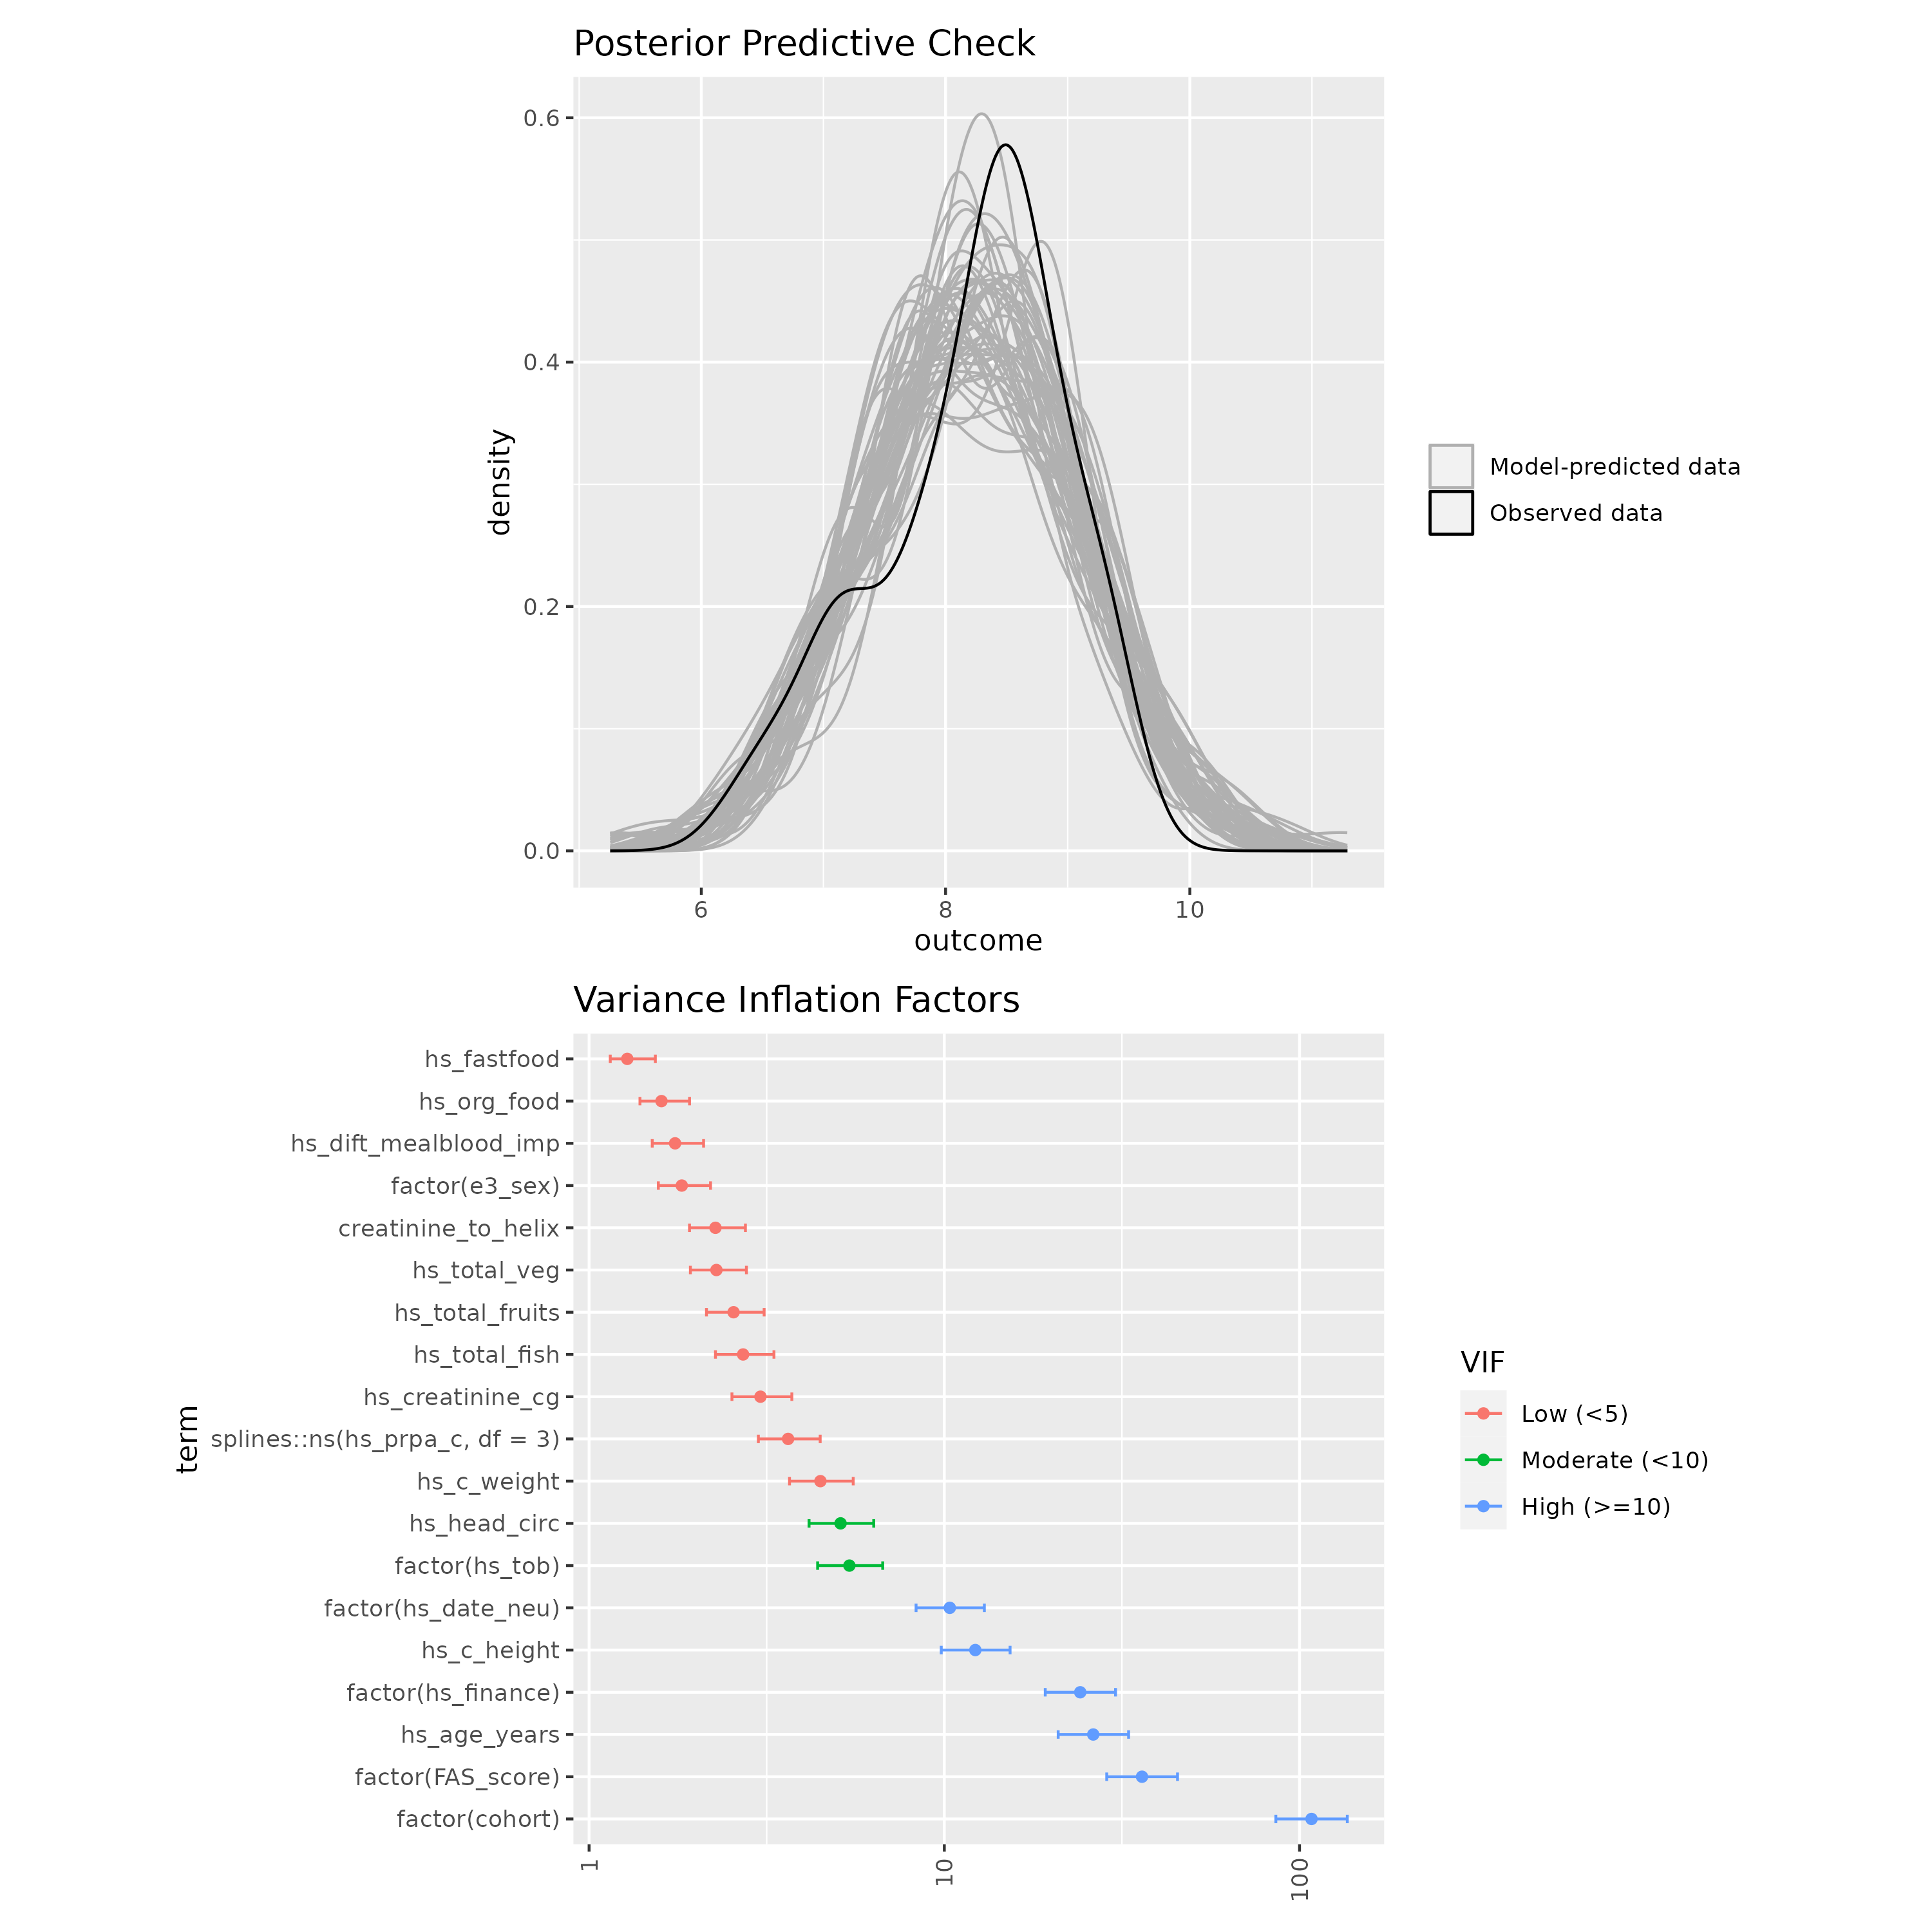 Posterior Predictive Check
0.6
0.4
0.2
0.0
density
6
8
10
outcome
Model-predicted data
Observed data
Variance Inflation Factors
term
hs_fastfood
hs_org_food
hs_dift_mealblood_imp
factor(e3_sex)
creatinine_to_helix
hs_total_veg
hs_total_fruits
hs_total_fish
hs_creatinine_cg
splines::ns(hs_prpa_c, df = 3)
hs_c_weight
hs_head_circ
factor(hs_tob)
factor(hs_date_neu)
hs_c_height
factor(hs_finance)
hs_age_years
factor(FAS_score)
factor(cohort)
1
10
100
VIF
Low (<5)
Moderate (<10)
High (>=10)